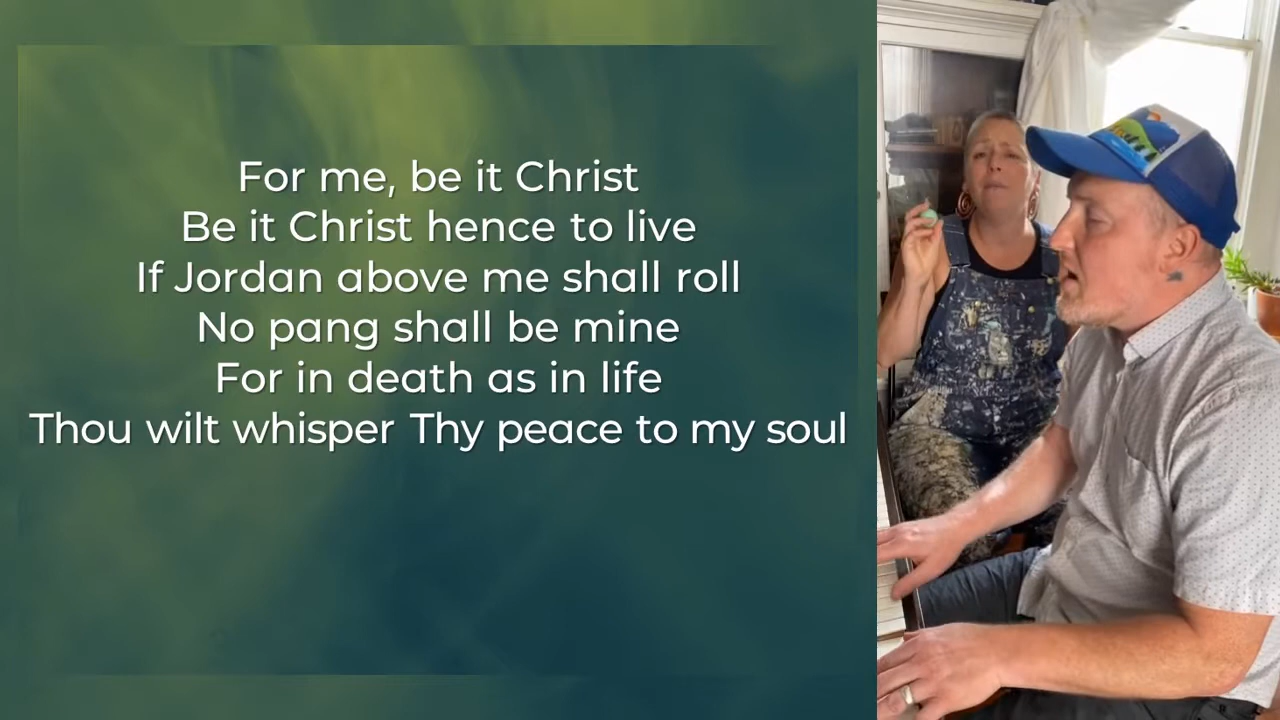 For me, be it Christ
Be it Christ hence to live
If Jordan above me shall roll
No pang shall be mine
For in death as in life
Thou wilt whisper Thy peace to my soul